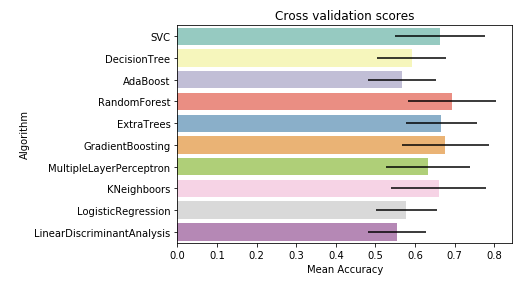 Cross validation scores
SVC
DecisionTree
AdaBoost
RandomForest
ExtraTrees
GradientBoosting
MultipleLayerPerceptron
KNeighboors
LogisticRegression
LinearDiscriminantAnalysis
Algorithm
0.0 0.1 0.2 0.3 0.4 0.5 0.6 0.7 0.8
Mean Accuracy